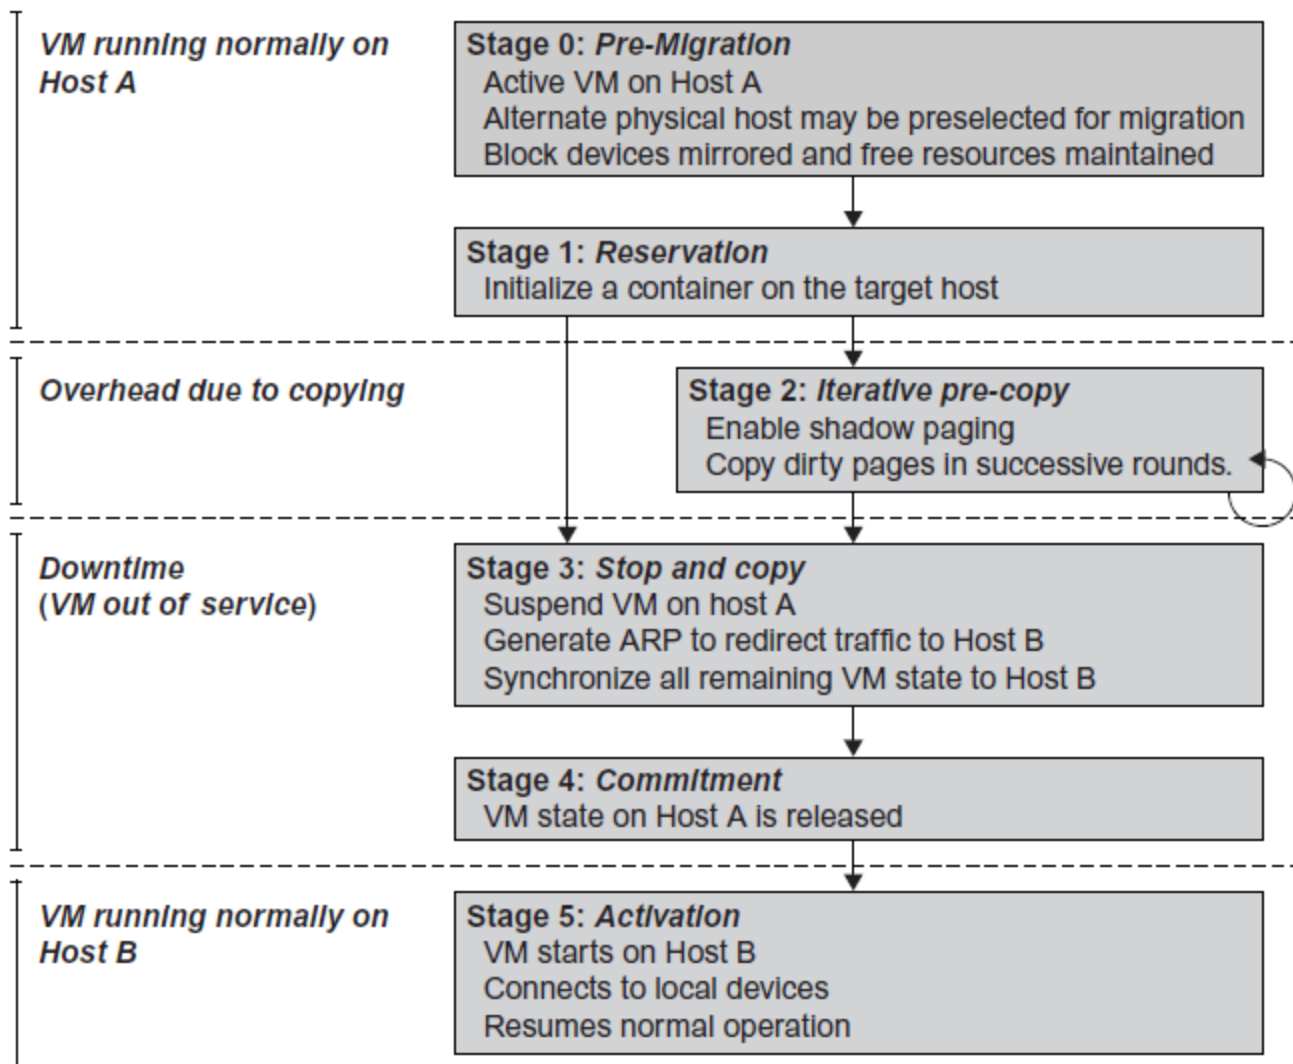 VM running normally on
Host A
Stage 0: Pre-Migration
Active VM on Host A
Alternate physical host may be preselected for migration
Block devices mirrored and free resources maintained
Stage 1: Reservation
Initialize a container on the target host
Overhead due to copying
Stage 2: Iterative pre-copy
Enable shadow paging
Copy dirty pages in successive rounds.
Downtime
(VM out of service)
Stage 3: Stop and copy
Suspend VM on host A
Generate ARP to redirect traffic to Host B
Synchronize all remaining VM state to Host B
Stage 4: Commitment
VM state on Host A is released
VM running normally on
Host B
Stage 5: Activation
VM starts on Host B
Connects to local devices
Resumes normal operation